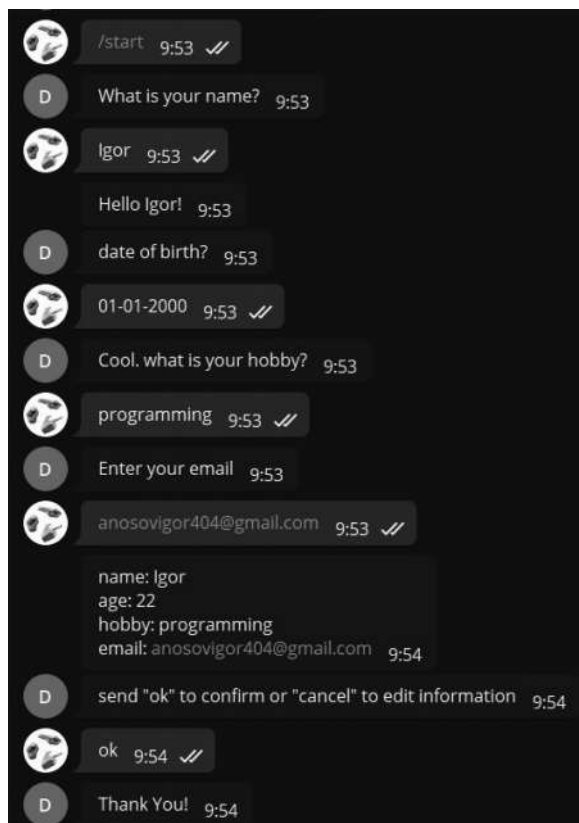 /start 9:53
D
What is your name? 9:53
Igor 9:53
Hello Igor! 9:53
D
date of birth? 9:53
01-01-2000 9:53
D
Cool. what is your hobby? 9:53
programming 9:53
D
Enter your email 9:53
anosovigor404@gmail.com 9:53
name: Igor
age: 22
hobby: programming
email: anosovigor404@gmail.com 9:54
D
send "ok" to confirm or "cancel" to edit information 9:54
ok 9:54
D
Thank You! 9:54